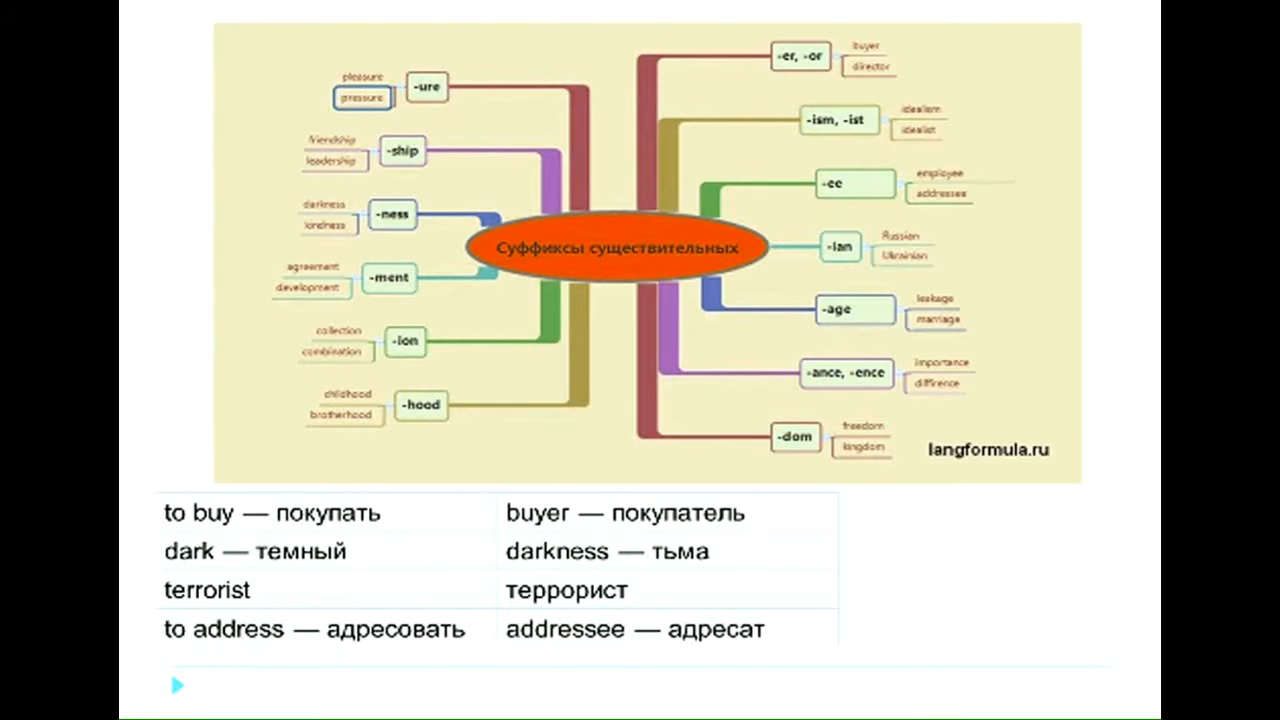 pleasure
pressure
-ure
friendship
leadership
-ship
darkness
kindness
-ness
agreement
development
-ment
collection
combination
-ion
childhood
brotherhood
-hood
Суффиксы существительных
-er, -or
buyer
director
-ism, -ist
idealism
idealist
-ee
employee
addressee
-ian
Russian
Ukrainian
-age
leakage
marriage
-ance, -ence
importance
diffirence
-dom
freedom
kingdom
langformula.ru
to buy — покупать buyer — покупатель
dark — темный darkness — тьма
terrorist террорист
to address — адресовать addressee — адресат